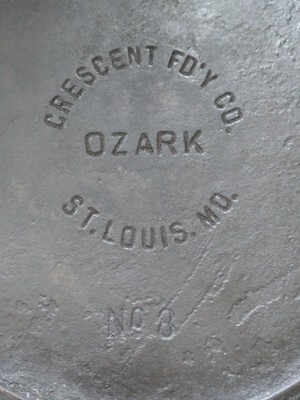 CRESCENT FD'Y CO.
OZARK
ST. LOUIS. MO.
NO 8